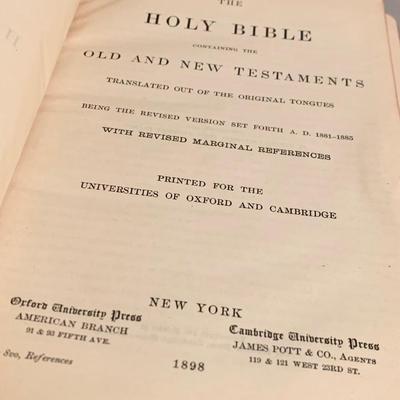 THE
HOLY BIBLE
CONTAINING THE
OLD AND NEW TESTAMENTS
TRANSLATED OUT OF THE ORIGINAL TONGUES
BEING THE REVISED VERSION SET FORTH A. D. 1881-1885
WITH REVISED MARGINAL REFERENCES
PRINTED FOR THE
UNIVERSITIES OF OXFORD AND CAMBRIDGE
NEW YORK
Oxford University Press
AMERICAN BRANCH
91 & 93 FIFTH AVE.
Cambridge University Press
JAMES POTT & CO., AGENTS
119 & 121 WEST 23RD ST.
8vo, References
1898